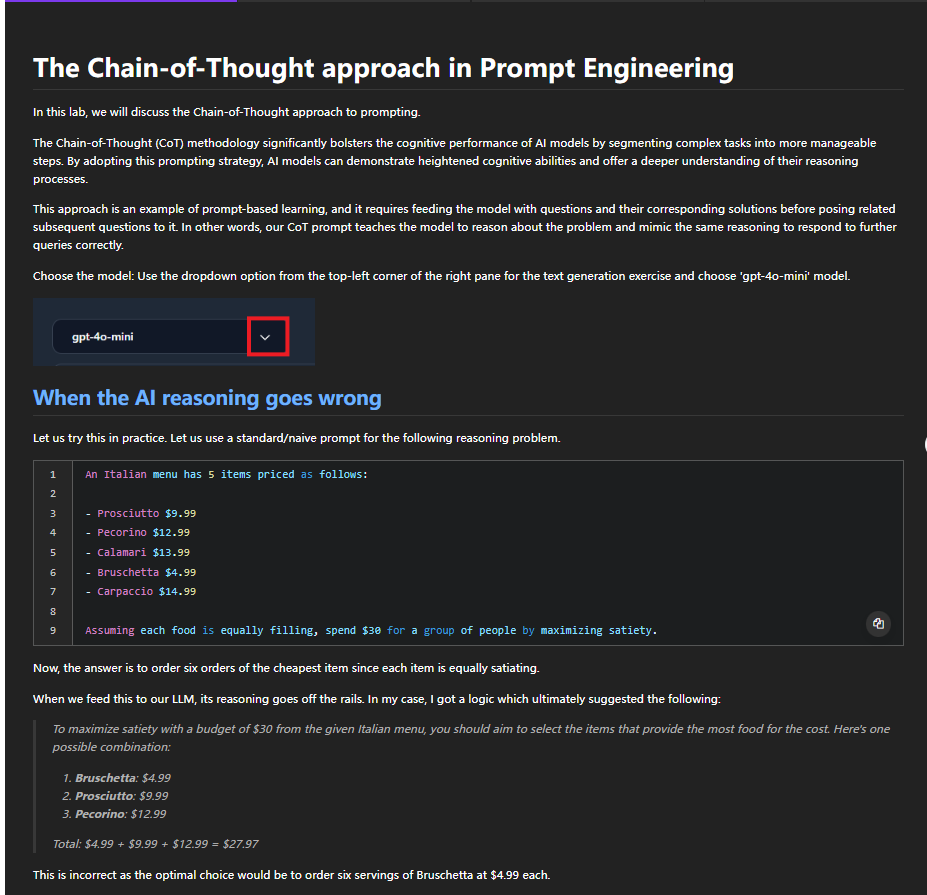 The Chain-of-Thought approach in Prompt Engineering
In this lab, we will discuss the Chain-of-Thought approach to prompting.
The Chain-of-Thought (CoT) methodology significantly bolsters the cognitive performance of AI models by segmenting complex tasks into more manageable
steps. By adopting this prompting strategy, AI models can demonstrate heightened cognitive abilities and offer a deeper understanding of their reasoning
processes.
This approach is an example of prompt-based learning, and it requires feeding the model with questions and their corresponding solutions before posing related
subsequent questions to it. In other words, our CoT prompt teaches the model to reason about the problem and mimic the same reasoning to respond to further
queries correctly.
Choose the model: Use the dropdown option from the top-left corner of the right pane for the text generation exercise and choose 'gpt-4o-mini' model.
gpt-4o-mini
When the AI reasoning goes wrong
Let us try this in practice. Let us use a standard/naive prompt for the following reasoning problem.
1 An Italian menu has 5 items priced as follows:
2
3 - Prosciutto $9.99
4 - Pecorino $12.99
5 - Calamari $13.99
6 - Bruschetta $4.99
7 - Carpaccio $14.99
8
9 Assuming each food is equally filling, spend $30 for a group of people by maximizing satiety.
Now, the answer is to order six orders of the cheapest item since each item is equally satiating.
When we feed this to our LLM, its reasoning goes off the rails. In my case, I got a logic which ultimately suggested the following:
To maximize satiety with a budget of $30 from the given Italian menu, you should aim to select the items that provide the most food for the cost. Here's one
possible combination:
1. Bruschetta: $4.99
2. Prosciutto: $9.99
3. Pecorino: $12.99
Total: $4.99 + $9.99 + $12.99 = $27.97
This is incorrect as the optimal choice would be to order six servings of Bruschetta at $4.99 each.